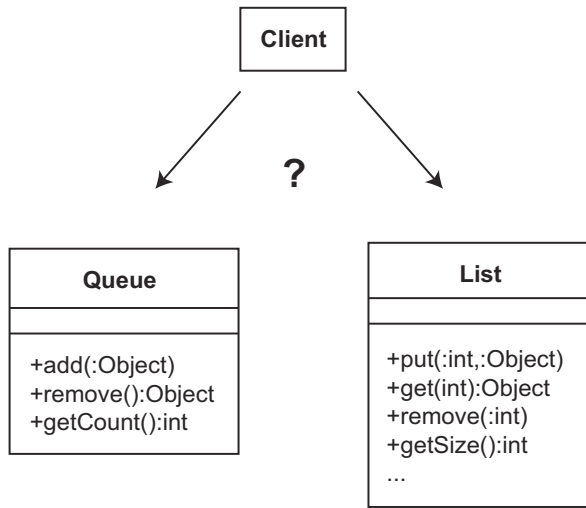 Client
?
Queue
+add(:Object)
+remove():Object
+getCount():int
List
+put(:int,:Object)
+get(int):Object
+remove(:int)
+getSize():int
...